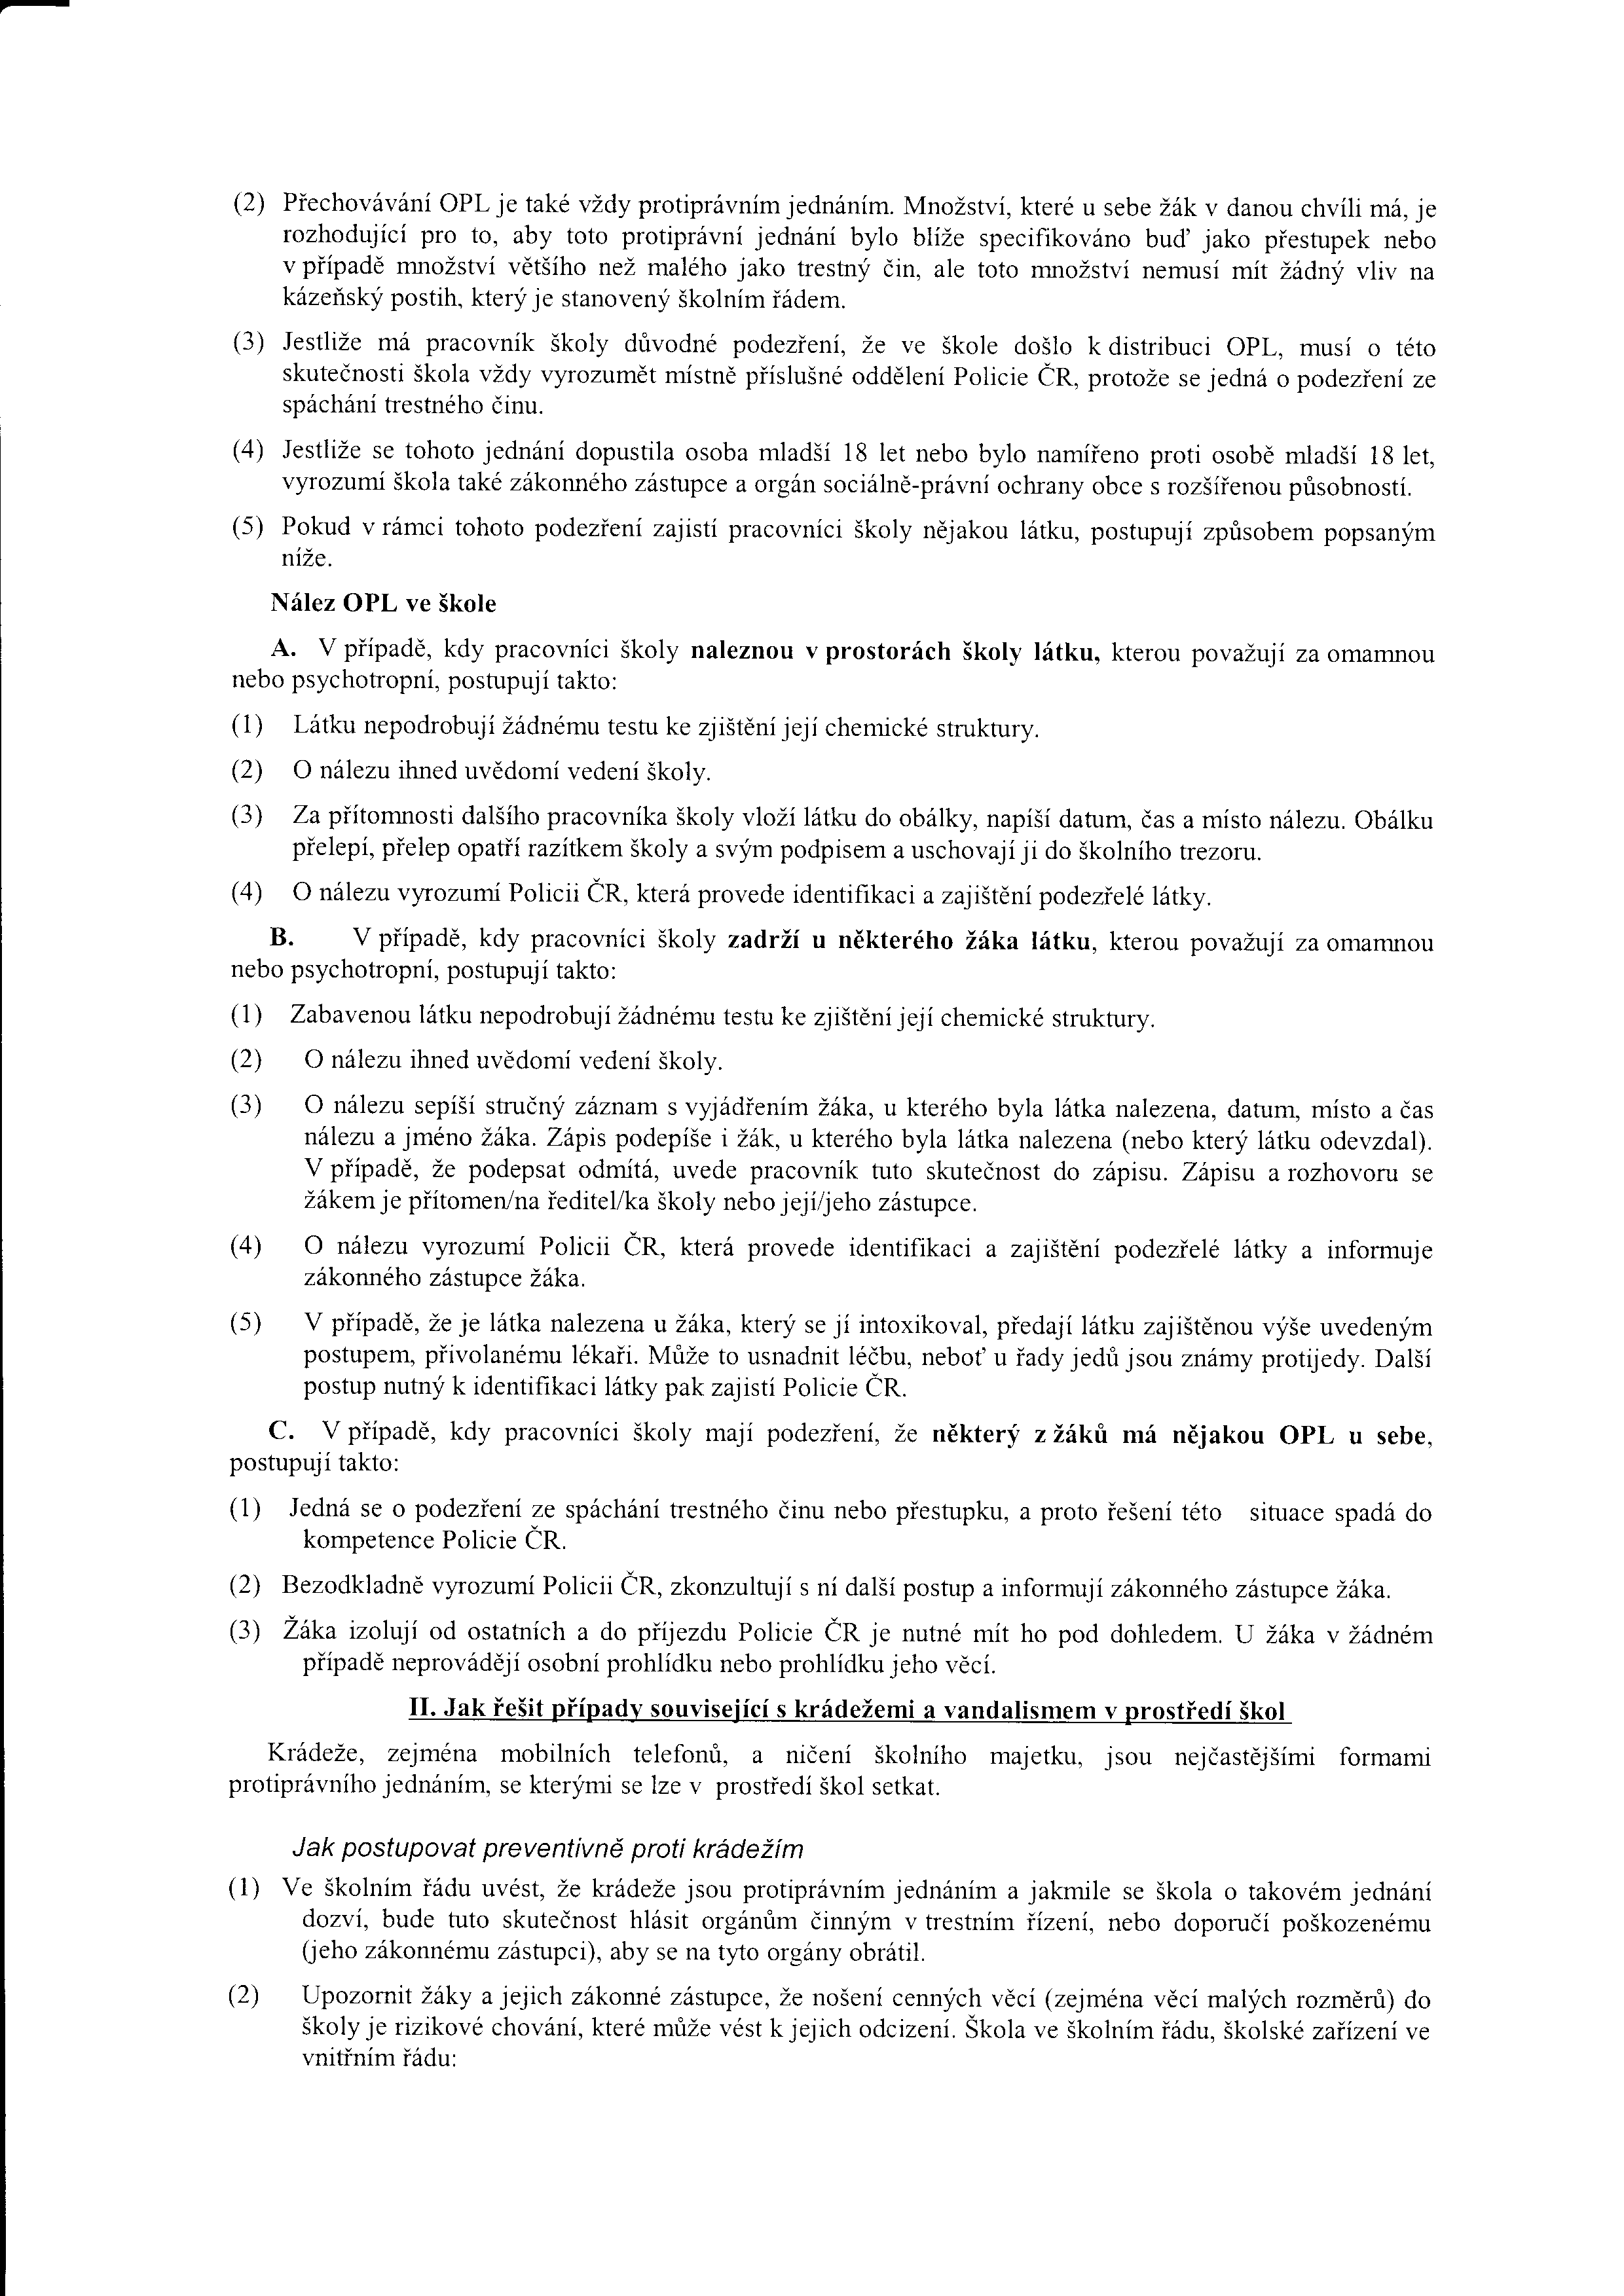 (2) Přechovávání OPL je také vždy protiprávním jednáním. Množství, které u sebe žák v danou chvíli má, je
rozhodující pro to, aby toto protiprávní jednání bylo blíže specifikováno buď jako přestupek nebo
v případě množství většího než malého jako trestný čin, ale toto množství nemusí mít žádný vliv na
kázeňský postih, který je stanovený školním řádem.
(3) Jestliže má pracovník školy důvodné podezření, že ve škole došlo k distribuci OPL, musí o této
skutečnosti škola vždy vyrozumět místně příslušné oddělení Policie ČR, protože se jedná o podezření ze
spáchání trestného činu.
(4) Jestliže se tohoto jednání dopustila osoba mladší 18 let nebo bylo namířeno proti osobě mladší 18 let,
vyrozumí škola také zákonného zástupce a orgán sociálně-právní ochrany obce s rozšířenou působností.
(5) Pokud v rámci tohoto podezření zajistí pracovníci školy nějakou látku, postupují způsobem popsaným
níže.
Nález OPL ve škole
A. V případě, kdy pracovníci školy naleznou v prostorách školy látku, kterou považují za omamnou
nebo psychotropní, postupují takto:
(1) Látku nepodrobují žádnému testu ke zjištění její chemické struktury.
(2) O nálezu ihned uvědomí vedení školy.
(3) Za přítomnosti dalšího pracovníka školy vloží látku do obálky, napíší datum, čas a místo nálezu. Obálku
přelepí, přelep opatří razítkem školy a svým podpisem a uschovají ji do školního trezoru.
(4) O nálezu vyrozumí Policii ČR, která provede identifikaci a zajištění podezřelé látky.
B. V případě, kdy pracovníci školy zadrží u některého žáka látku, kterou považují za omamnou
nebo psychotropní, postupují takto:
(1) Zabavenou látku nepodrobují žádnému testu ke zjištění její chemické struktury.
(2) O nálezu ihned uvědomí vedení školy.
(3) O nálezu sepíší stručný záznam s vyjádřením žáka, u kterého byla látka nalezena, datum, místo a čas
nálezu a jméno žáka. Zápis podepíše i žák, u kterého byla látka nalezena (nebo který látku odevzdal).
V případě, že podepsat odmítá, uvede pracovník tuto skutečnost do zápisu. Zápisu a rozhovoru se
žákem je přítomen/na ředitel/ka školy nebo její/jeho zástupce.
(4) O nálezu vyrozumí Policii ČR, která provede identifikaci a zajištění podezřelé látky a informuje
zákonného zástupce žáka.
(5) V případě, že je látka nalezena u žáka, který se jí intoxikoval, předají látku zajištěnou výše uvedeným
postupem, přivolanému lékaři. Může to usnadnit léčbu, neboť u řady jedů jsou známy protijedy. Další
postup nutný k identifikaci látky pak zajistí Policie ČR.
C. V případě, kdy pracovníci školy mají podezření, že některý z žáků má nějakou OPL u sebe,
postupují takto:
(1) Jedná se o podezření ze spáchání trestného činu nebo přestupku, a proto řešení této situace spadá do
kompetence Policie ČR.
(2) Bezodkladně vyrozumí Policii ČR, zkonzultují s ní další postup a informují zákonného zástupce žáka.
(3) Žáka izolují od ostatních a do příjezdu Policie ČR je nutné mít ho pod dohledem. U žáka v žádném
případě neprovádějí osobní prohlídku nebo prohlídku jeho věcí.
II. Jak řešit případy související s krádežemi a vandalismem v prostředí škol
Krádeže, zejména mobilních telefonů, a ničení školního majetku, jsou nejčastějšími formami
protiprávního jednáním, se kterými se lze v prostředí škol setkat.
Jak postupovat preventivně proti krádežím
(1) Ve školním řádu uvést, že krádeže jsou protiprávním jednáním a jakmile se škola o takovém jednání
dozví, bude tuto skutečnost hlásit orgánům činným v trestním řízení, nebo doporučí poškozenému
(jeho zákonnému zástupci), aby se na tyto orgány obrátil.
(2) Upozornit žáky a jejich zákonné zástupce, že nošení cenných věcí (zejména věcí malých rozměrů) do
školy je rizikové chování, které může vést k jejich odcizení. Škola ve školním řádu, školské zařízení ve
vnitřním řádu: